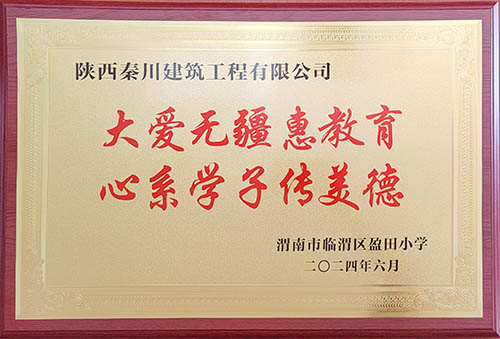 陕西秦川建筑工程有限公司
大爱无疆惠教育
心系学子传美德
渭南市临渭区盈田小学
二〇二四年六月